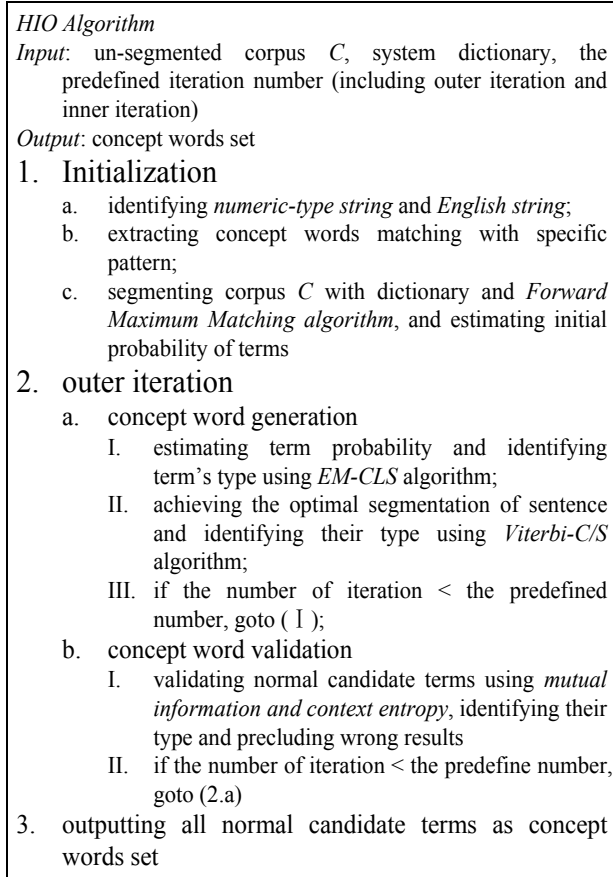 HIO Algorithm
Input: un-segmented corpus C, system dictionary, the
predefined iteration number (including outer iteration and
inner iteration)
Output: concept words set
1. Initialization
a. identifying numeric-type string and English string;
b. extracting concept words matching with specific
pattern;
c. segmenting corpus C with dictionary and Forward
Maximum Matching algorithm, and estimating initial
probability of terms
2. outer iteration
a. concept word generation
I. estimating term probability and identifying
term's type using EM-CLS algorithm;
II. achieving the optimal segmentation of sentence
and identifying their type using Viterbi-C/S
algorithm;
III. if the number of iteration < the predefined
number, goto (Ⅰ);
b. concept word validation
I. validating normal candidate terms using mutual
information and context entropy, identifying their
type and precluding wrong results
II. if the number of iteration < the predefine number,
goto (2.a)
3. outputting all normal candidate terms as concept
words set